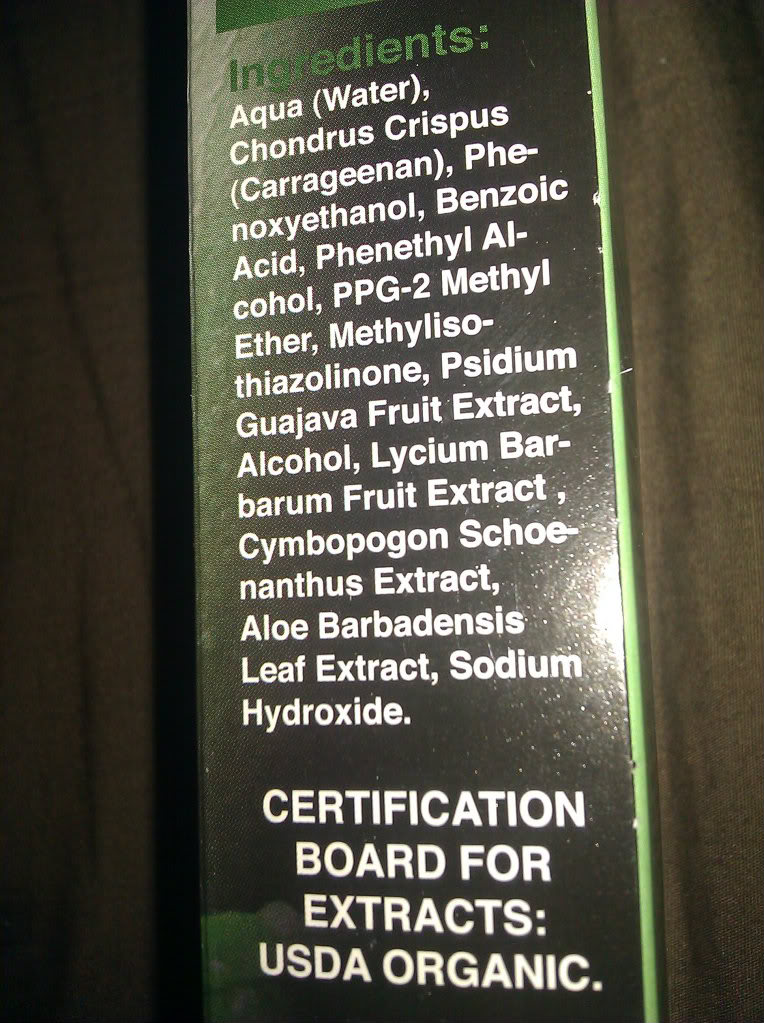 Ingredients:
Aqua (Water),
Chondrus Crispus
(Carrageenan), Phe-
noxyethanol, Benzoic
Acid, Phenethyl Al-
cohol, PPG-2 Methyl
Ether, Methyliso-
thiazolinone, Psidium
Guajava Fruit Extract,
Alcohol, Lycium Bar-
barum Fruit Extract ,
Cymbopogon Schoe-
nanthus Extract,
Aloe Barbadensis
Leaf Extract, Sodium
Hydroxide.
CERTIFICATION
BOARD FOR
EXTRACTS:
USDA ORGANIC.